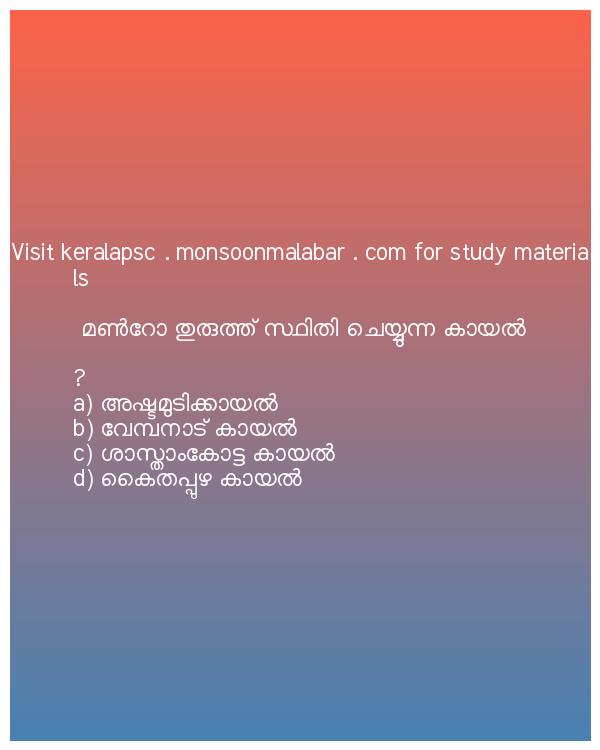 Visit keralapsc . monsoonmalabar . com for study materia
ls
മൺറോ തുരുത്ത് സ്ഥിതി ചെയ്യുന്ന കായൽ
?
a) അഷ്ടമുടിക്കായൽ
b) വേമ്പനാട് കായൽ
c) ശാസ്താംകോട്ട കായൽ
d) കൈതപ്പുഴ കായൽ